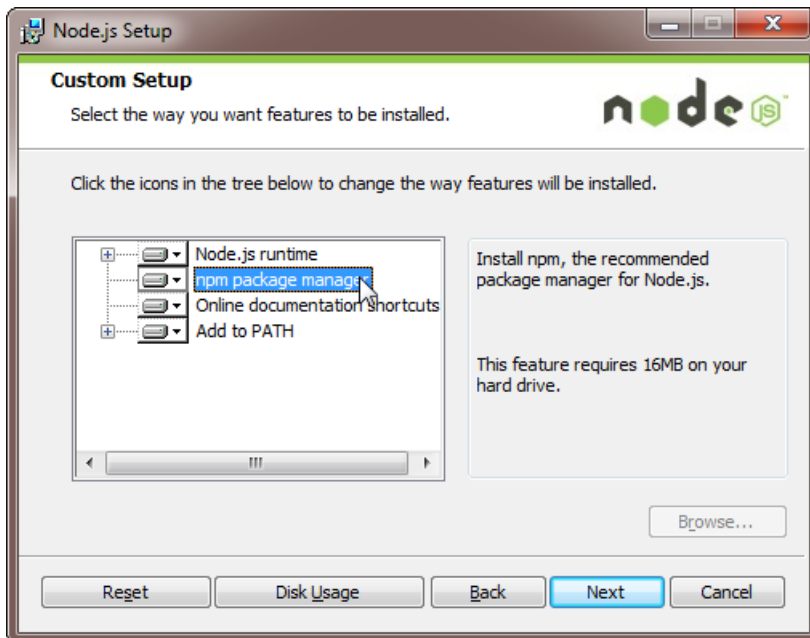 Node.js Setup
Custom Setup
Select the way you want features to be installed.
node JS ™
Click the icons in the tree below to change the way features will be installed.
Node.js runtime
npm package manager
Online documentation shortcuts
Add to PATH
Install npm, the recommended
package manager for Node.js.
This feature requires 16MB on your
hard drive.
Browse...
Reset
Disk Usage
Back
Next
Cancel